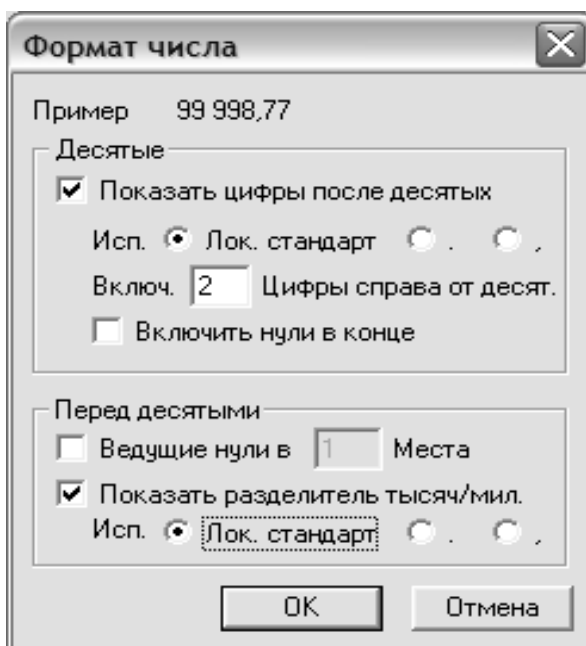 Формат числа
Пример 99 998,77
Десятые
Показать цифры после десятых
Исп. Лок. стандарт . ,
Включ. 2 Цифры справа от десят.
Включить нули в конце
Перед десятыми
Ведущие нули в 1 Места
Показать разделитель тысяч/мил.
Исп. Лок. стандарт . ,
OK Отмена